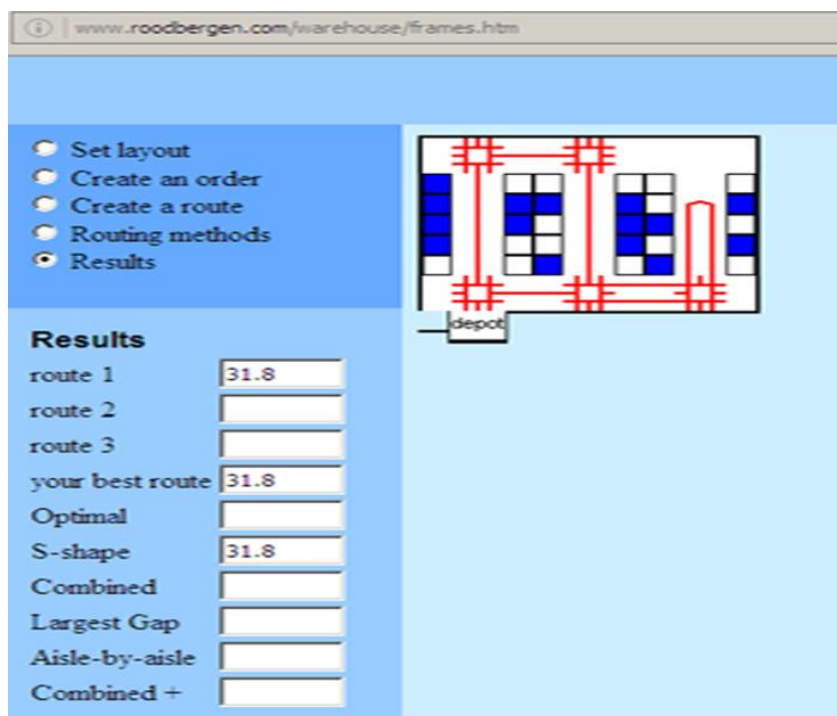 www.roodbergen.com/warehouse/frames.htm
Set layout
Create an order
Create a route
Routing methods
Results
depot
Results
route 1 31.8
route 2
route 3
your best route 31.8
Optimal
S-shape 31.8
Combined
Largest Gap
Aisle-by-aisle
Combined +